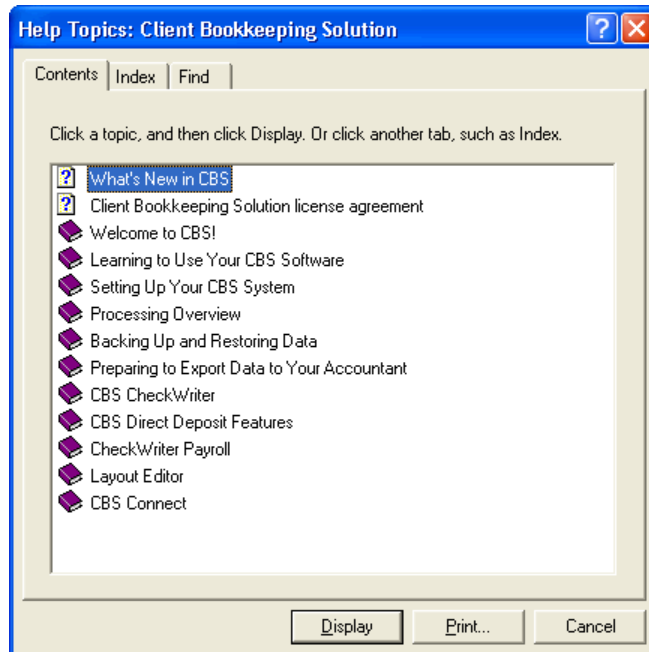 Help Topics: Client Bookkeeping Solution
Contents Index Find
Click a topic, and then click Display. Or click another tab, such as Index.
What's New in CBS
Client Bookkeeping Solution license agreement
Welcome to CBS!
Learning to Use Your CBS Software
Setting Up Your CBS System
Processing Overview
Backing Up and Restoring Data
Preparing to Export Data to Your Accountant
CBS CheckWriter
CBS Direct Deposit Features
CheckWriter Payroll
Layout Editor
CBS Connect
Display Print... Cancel